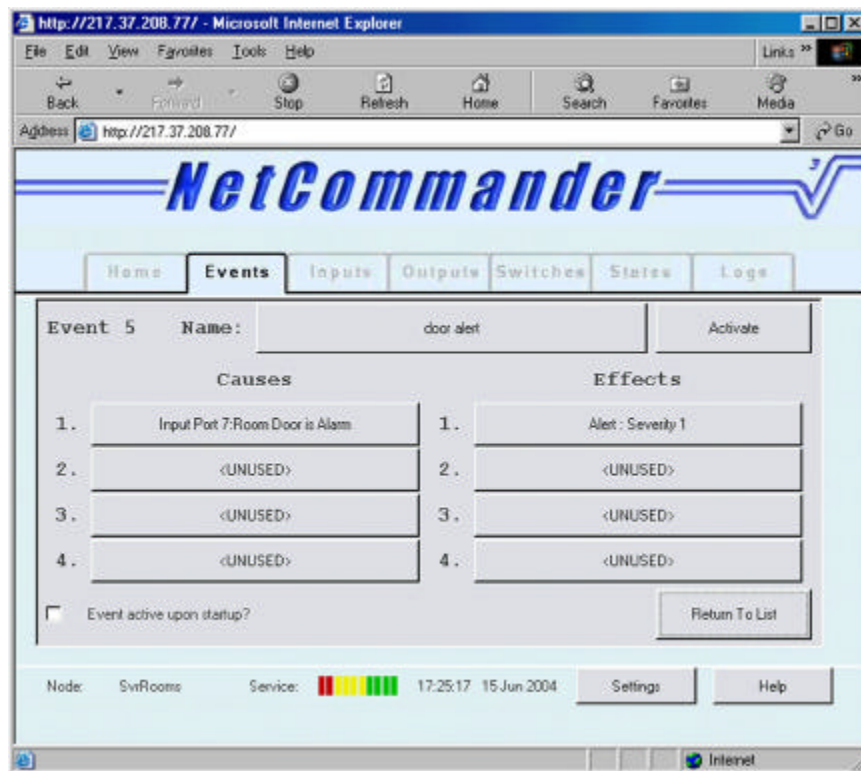 http://217.37.208.77/ - Microsoft Internet Explorer
File Edit View Favorites Tools Help Links »
Back Forward Stop Refresh Home Search Favorites Media »
Address http://217.37.208.77/ Go
NetCommander 3
Home Events Inputs Outputs Switches States Logs
Event 5 Name: door alert Activate
Causes Effects
1. Input Port 7:Room Door is Alarm 1. Alert : Severity 1
2. <UNUSED> 2. <UNUSED>
3. <UNUSED> 3. <UNUSED>
4. <UNUSED> 4. <UNUSED>
Event active upon startup? Return To List
Node: SvrRooms Service: 17:25:17 15 Jun 2004 Settings Help
Internet